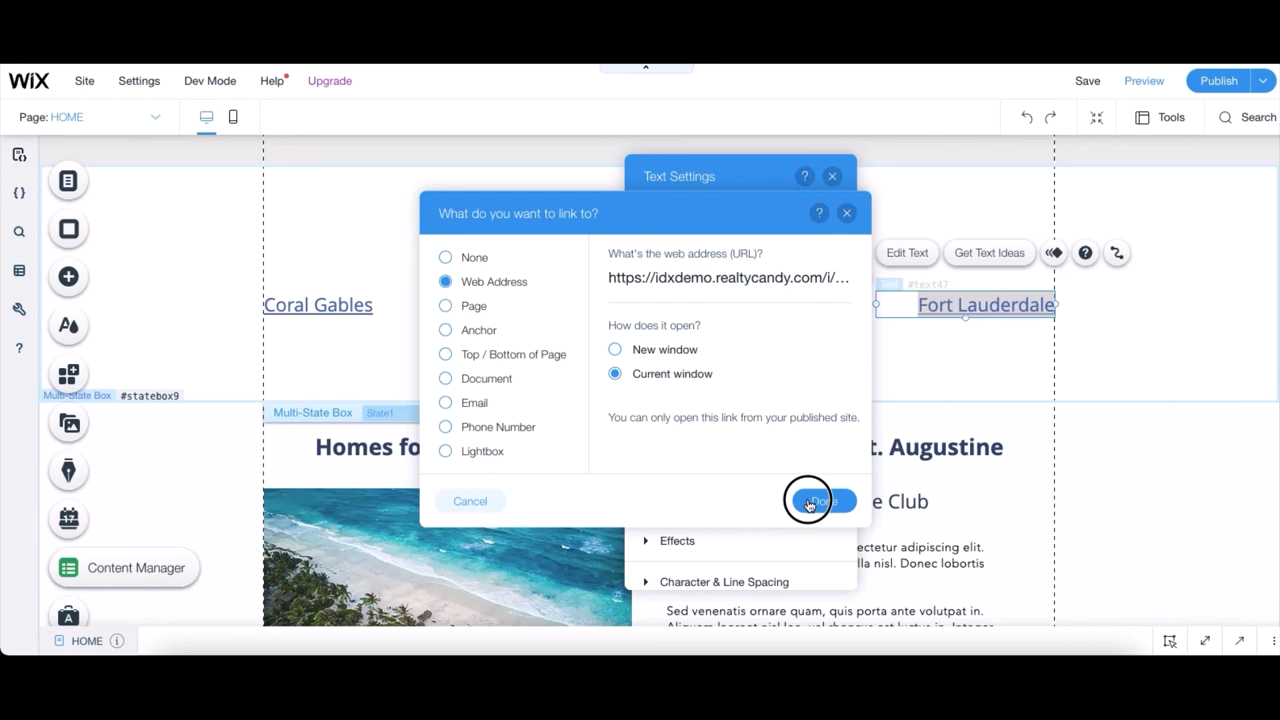 WiX Site Settings Dev Mode Help Upgrade Save Preview Publish
Page: HOME Tools Search
Text Settings ?
What do you want to link to? ?
None
Web Address
Page
Anchor
Top / Bottom of Page
Document
Email
Phone Number
Lightbox
What's the web address (URL)?
https://idxdemo.realtycandy.com/i/...
How does it open?
New window
Current window
You can only open this link from your published site.
Cancel Done
Edit Text Get Text Ideas ?
Text #text47
Coral Gables
Fort Lauderdale
Multi-State Box #statebox9
Multi-State Box State1
Homes fo
t. Augustine
e Club
Effects
ectetur adipiscing elit.
lla nisl. Donec lobortis
Character & Line Spacing
Sed venenatis ornare quam, quis porta ante volutpat in.
Content Manager
HOME